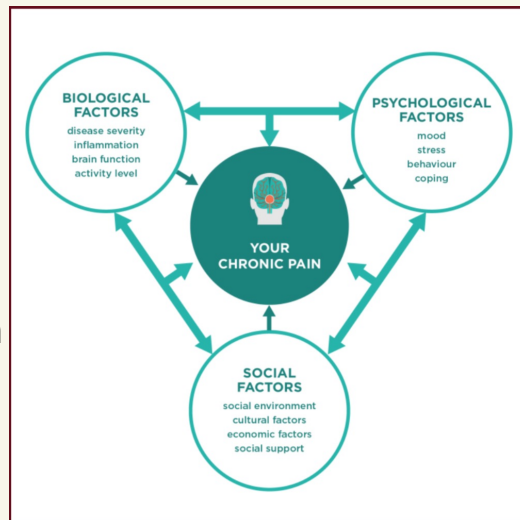 BIOLOGICAL
FACTORS
disease severity
inflammation
brain function
activity level
PSYCHOLOGICAL
FACTORS
mood
stress
behaviour
coping
YOUR
CHRONIC PAIN
SOCIAL
FACTORS
social environment
cultural factors
economic factors
social support